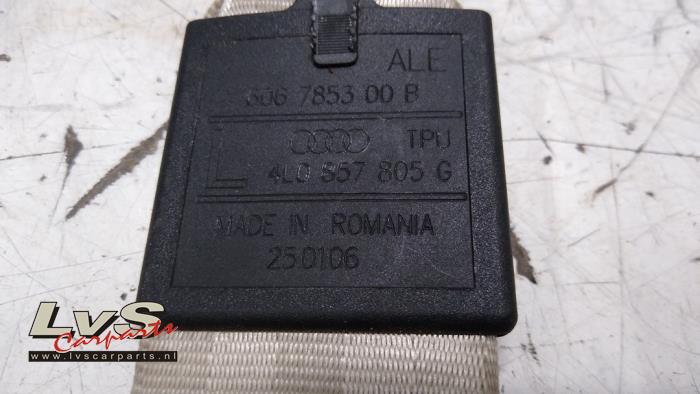 ALE
606 7853 00 B
L TPU
4L0 857 805 G
MADE IN ROMANIA
250106
LvS
Carparts
www.lvscarparts.nl